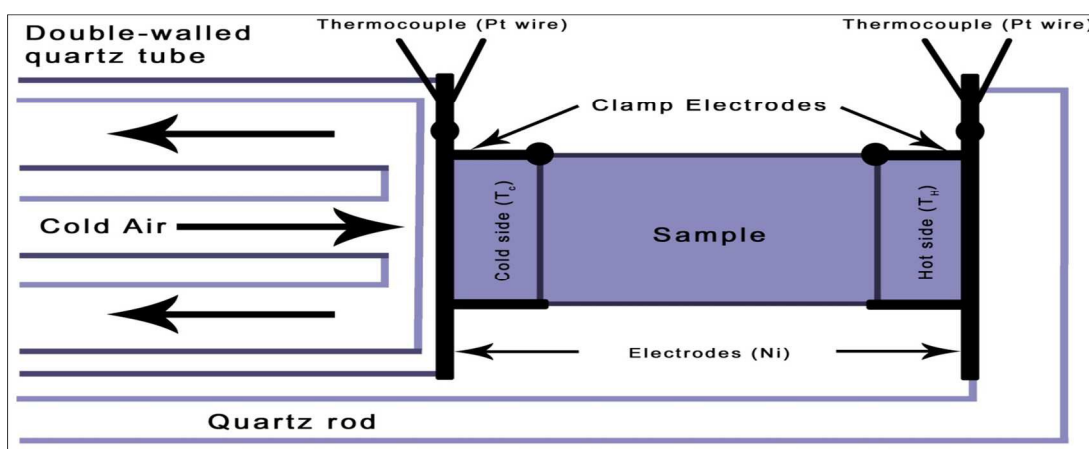 Double-walled
quartz tube
Thermocouple (Pt wire)
Thermocouple (Pt wire)
Clamp Electrodes
Cold Air
Cold side (Tc)
Sample
Hot side (TH)
Electrodes (Ni)
Quartz rod